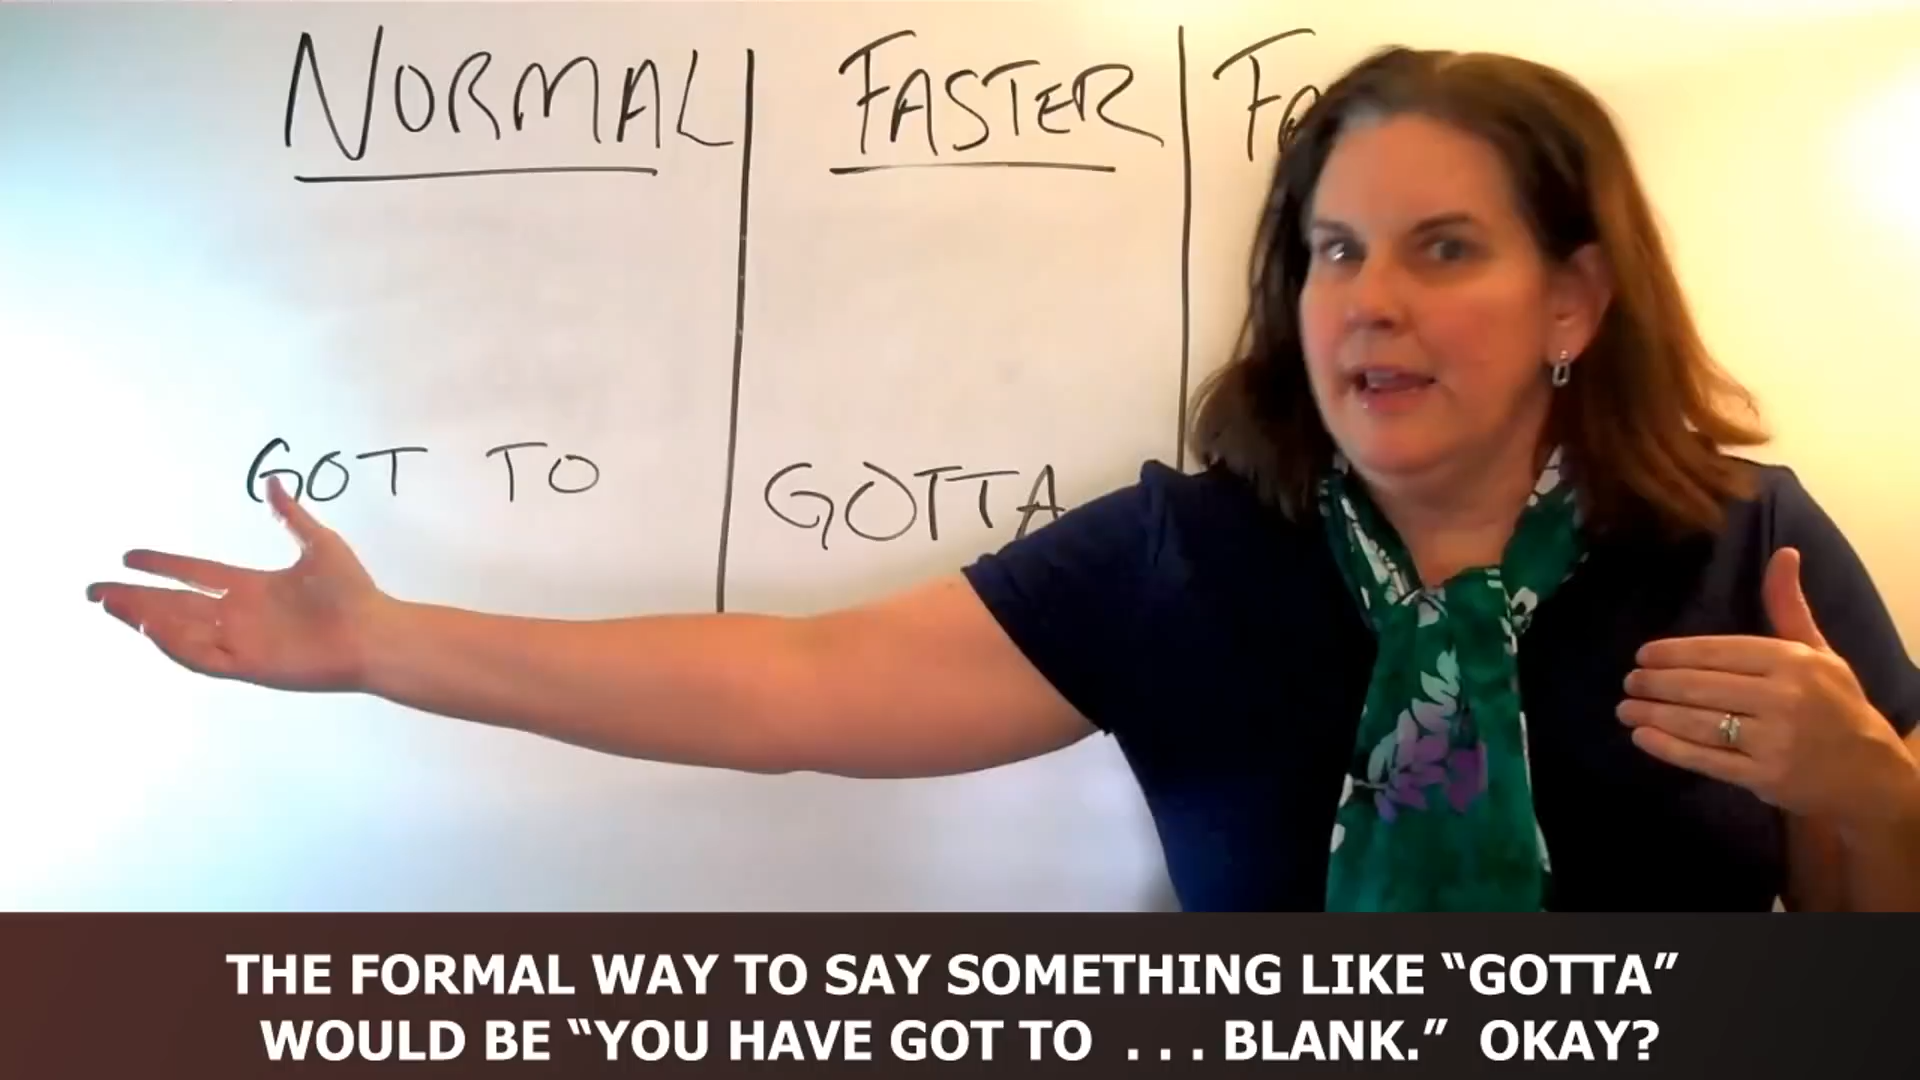 NORMAL FASTER
GOT TO GOTTA
THE FORMAL WAY TO SAY SOMETHING LIKE “GOTTA”
WOULD BE “YOU HAVE GOT TO . . . BLANK.” OKAY?